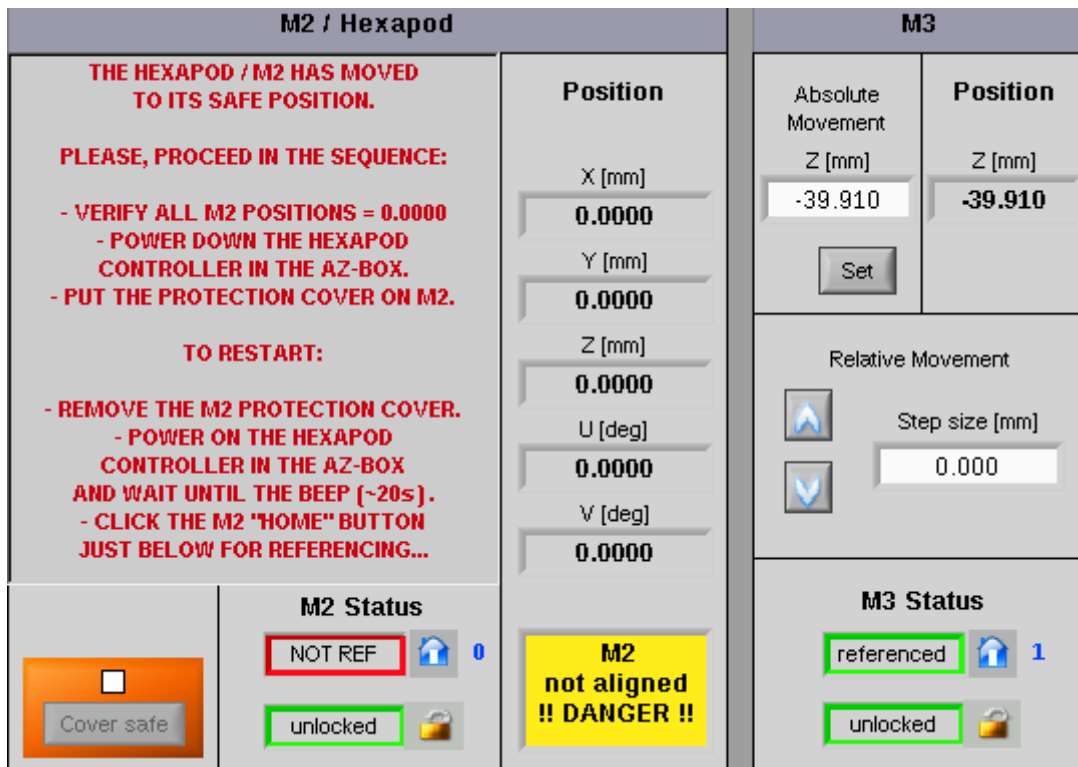 M2 / Hexapod
THE HEXAPOD / M2 HAS MOVED
TO ITS SAFE POSITION.
PLEASE, PROCEED IN THE SEQUENCE:
- VERIFY ALL M2 POSITIONS = 0.0000
- POWER DOWN THE HEXAPOD
CONTROLLER IN THE AZ-BOX.
- PUT THE PROTECTION COVER ON M2.
TO RESTART:
- REMOVE THE M2 PROTECTION COVER.
- POWER ON THE HEXAPOD
CONTROLLER IN THE AZ-BOX
AND WAIT UNTIL THE BEEP (~20s).
- CLICK THE M2 "HOME" BUTTON
JUST BELOW FOR REFERENCING...
Position
X [mm]
0.0000
Y [mm]
0.0000
Z [mm]
0.0000
U [deg]
0.0000
V [deg]
0.0000
Cover safe
M2 Status
NOT REF
0
unlocked
M2
not aligned
!! DANGER !!
M3
Absolute
Movement
Z [mm]
-39.910
Set
Position
Z [mm]
-39.910
Relative Movement
Step size [mm]
0.000
M3 Status
referenced
1
unlocked